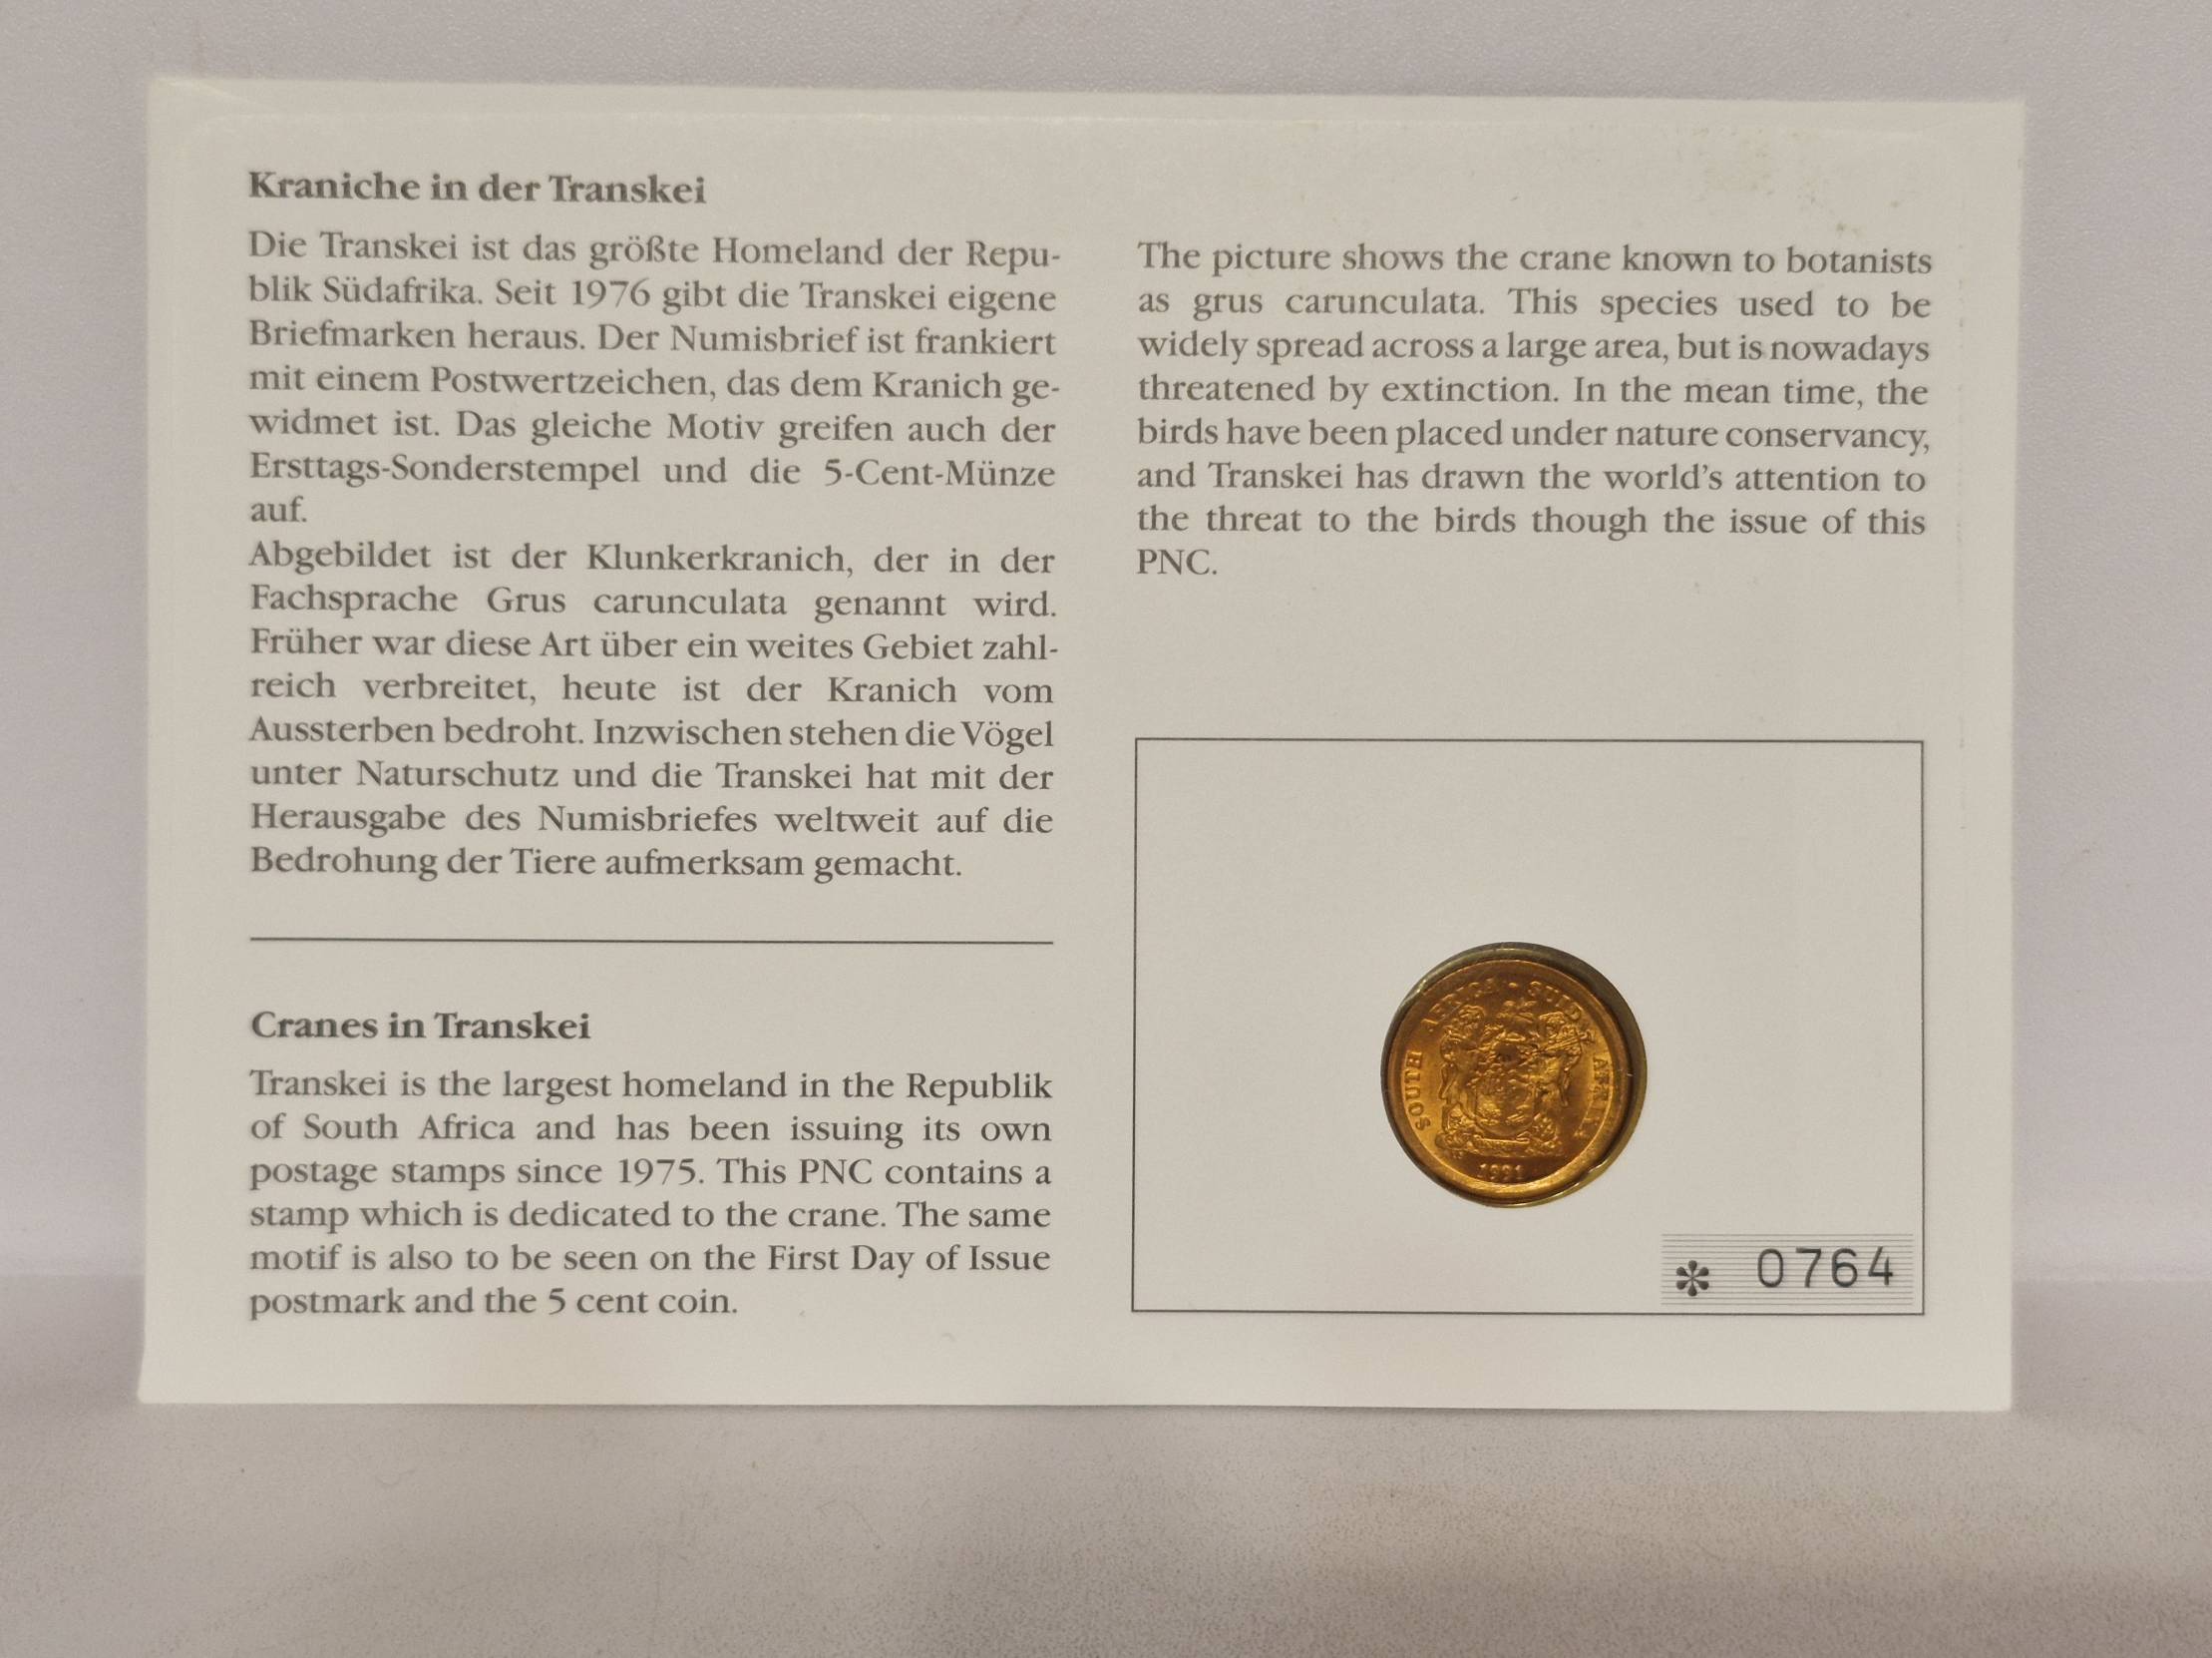 Kraniche in der Transkei
Die Transkei ist das größte Homeland der Repu-
blik Südafrika. Seit 1976 gibt die Transkei eigene
Briefmarken heraus. Der Numisbrief ist frankiert
mit einem Postwertzeichen, das dem Kranich ge-
widmet ist. Das gleiche Motiv greifen auch der
Ersttags-Sonderstempel und die 5-Cent-Münze
auf.
Abgebildet ist der Klunkerkranich, der in der
Fachsprache Grus carunculata genannt wird.
Früher war diese Art über ein weites Gebiet zahl-
reich verbreitet, heute ist der Kranich vom
Aussterben bedroht. Inzwischen stehen die Vögel
unter Naturschutz und die Transkei hat mit der
Herausgabe des Numisbriefes weltweit auf die
Bedrohung der Tiere aufmerksam gemacht.
Cranes in Transkei
Transkei is the largest homeland in the Republik
of South Africa and has been issuing its own
postage stamps since 1975. This PNC contains a
stamp which is dedicated to the crane. The same
motif is also to be seen on the First Day of Issue
postmark and the 5 cent coin.
The picture shows the crane known to botanists
as grus carunculata. This species used to be
widely spread across a large area, but is nowadays
threatened by extinction. In the mean time, the
birds have been placed under nature conservancy,
and Transkei has drawn the world's attention to
the threat to the birds though the issue of this
PNC.
SOUTH AFRICA · SUID AFRIKA
1991
* 0764